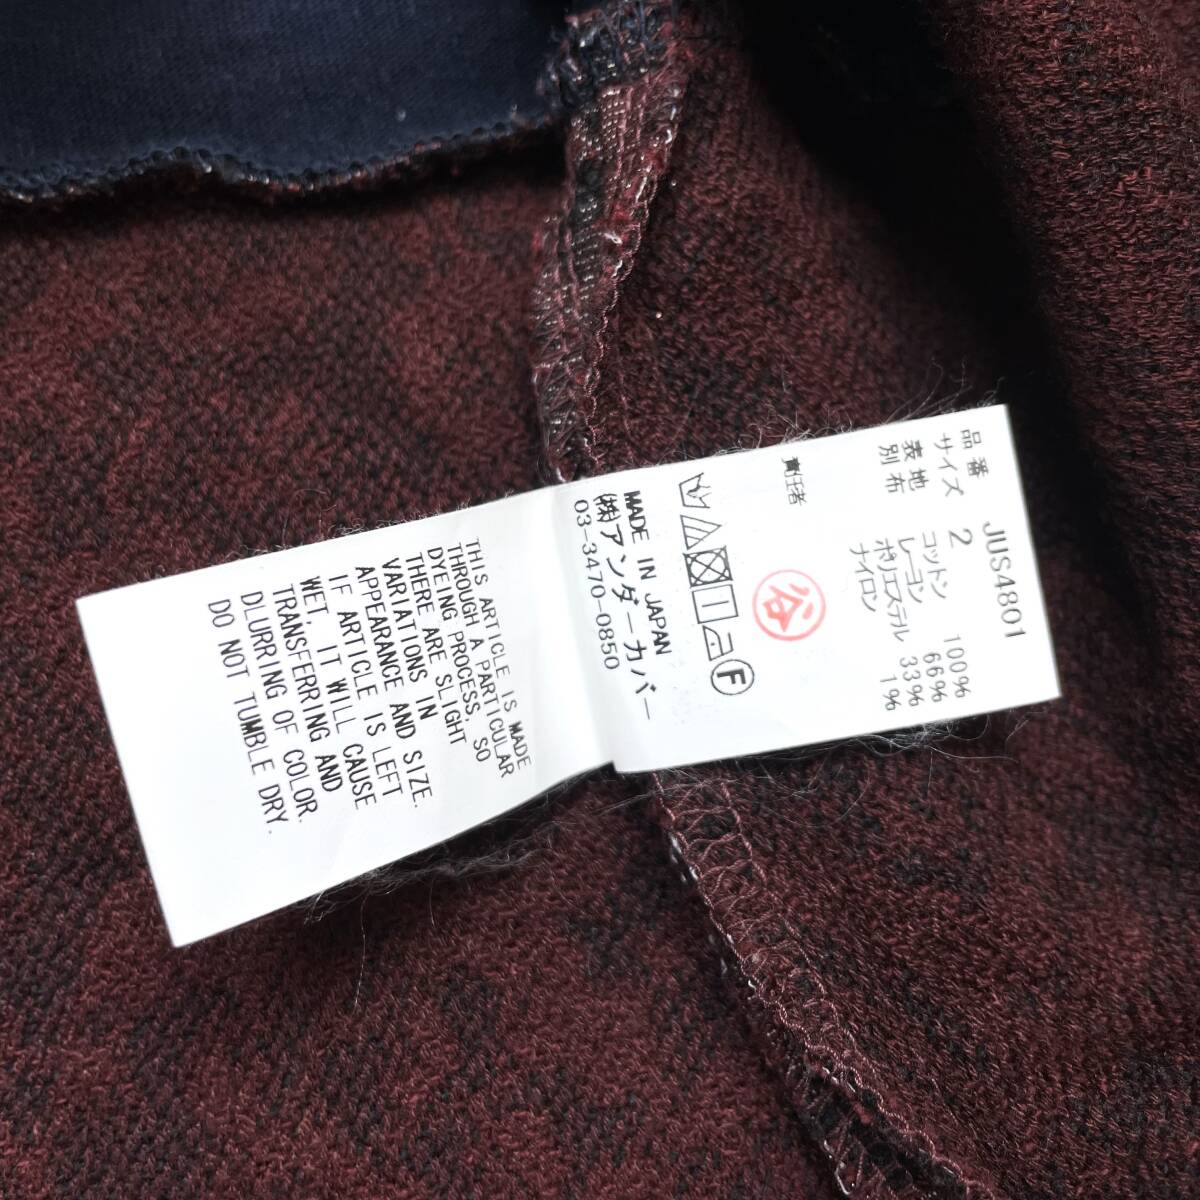 品番 JUS4801
サイズ 2
表地 コットン 100%
別布 レーヨン 66%
ポリエステル 33%
ナイロン 1%
責任者
谷
F
MADE IN JAPAN
㈱アンダーカバー
03-3470-0850
THIS ARTICLE IS MADE
THROUGH A PARTICULAR
DYEING PROCESS, SO
THERE ARE SLIGHT
VARIATIONS IN
APPEARANCE AND SIZE.
IF ARTICLE IS LEFT
WET, IT WILL CAUSE
TRANSFERRING AND
DLURRING OF COLOR.
DO NOT TUMBLE DRY.